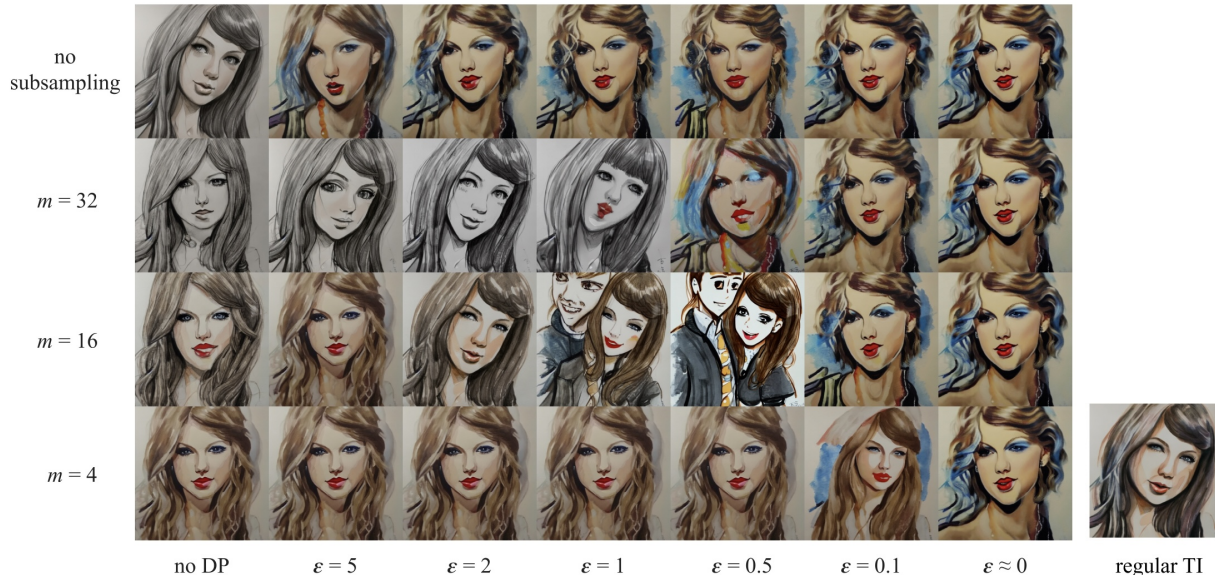 no
subsampling
m = 32
m = 16
m = 4
no DP
ε = 5
ε = 2
ε = 1
ε = 0.5
ε = 0.1
ε ≈ 0
regular TI